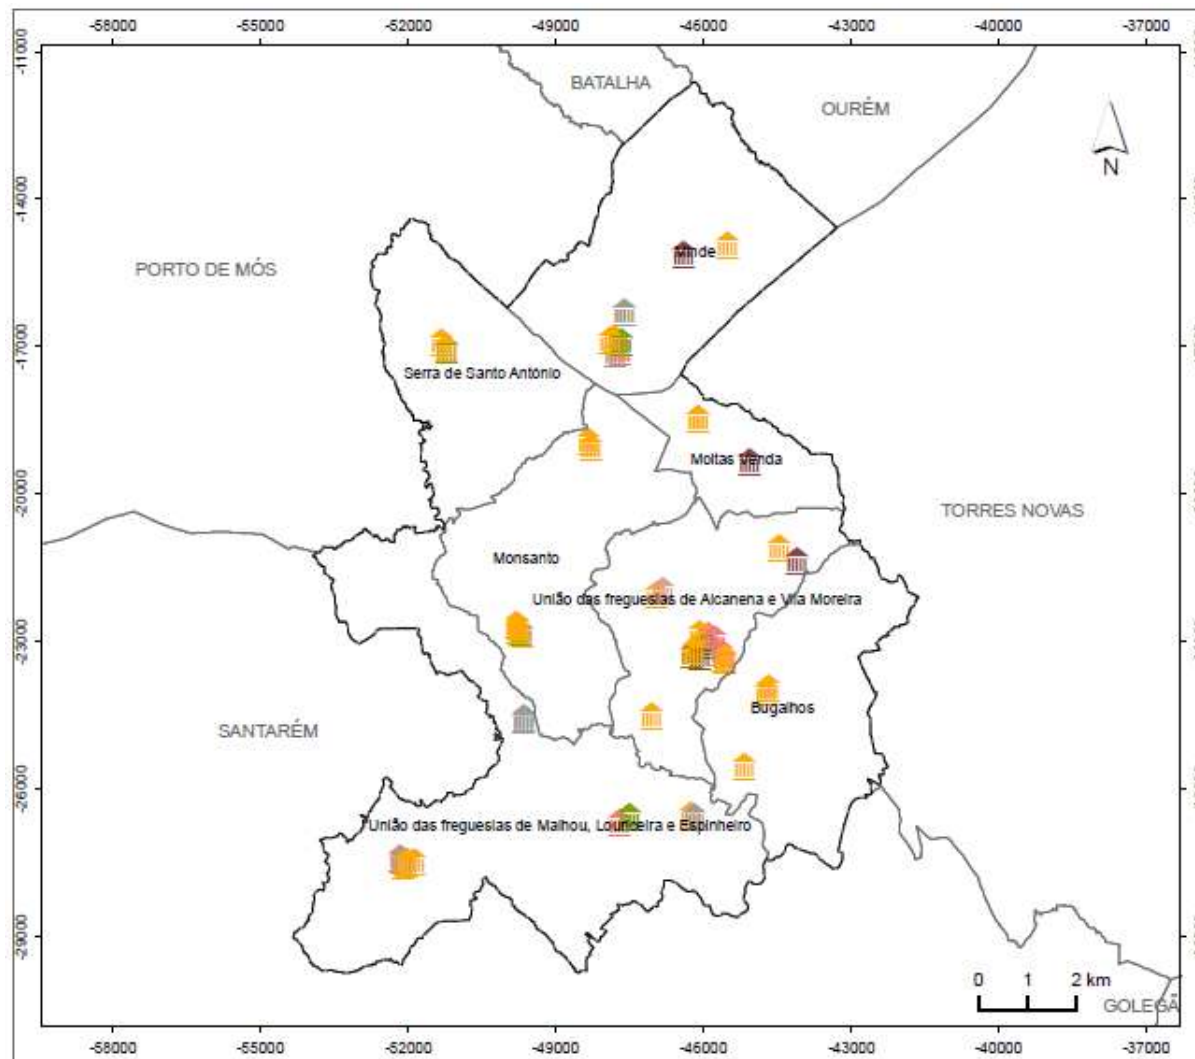 -58000 -55000 -52000 -49000 -46000 -43000 -40000 -37000
-11000
BATALHA
OURÉM
N
-14000
Minde
PORTO DE MÓS
-17000
Serra de Santo António
Moitas Venda
-20000
TORRES NOVAS
Monsanto
União das freguesias de Alcanena e Vila Moreira
-23000
Bugalhos
SANTARÉM
-26000
União das freguesias de Malhou, Louriceira e Espinheiro
-29000
0 1 2 km
GOLEGÃ
-58000 -55000 -52000 -49000 -46000 -43000 -40000 -37000